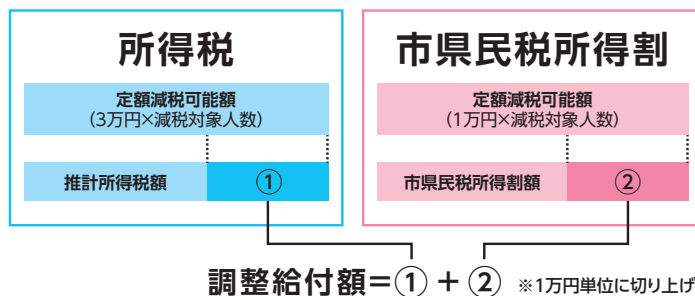 所得税
定額減税可能額
(3万円×減税対象人数)
推計所得税額
①
市県民税所得割
定額減税可能額
(1万円×減税対象人数)
市県民税所得割額
②
調整給付額=①+② ※1万円単位に切り上げ